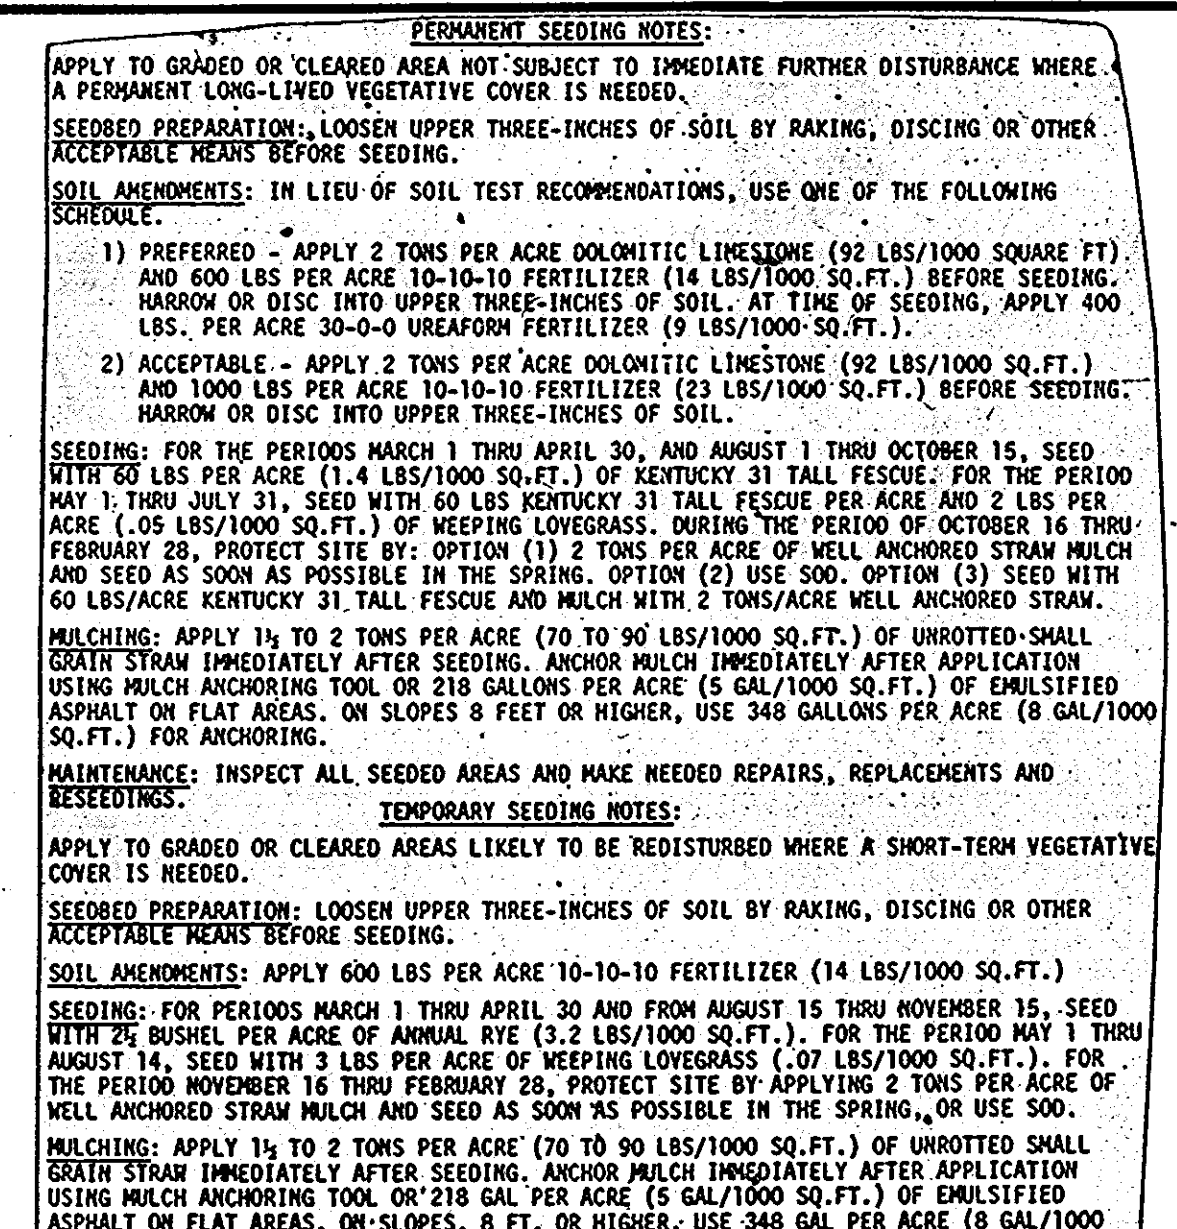 PERMANENT SEEDING NOTES:
APPLY TO GRADED OR CLEARED AREA NOT SUBJECT TO IMMEDIATE FURTHER DISTURBANCE WHERE
A PERMANENT LONG-LIVED VEGETATIVE COVER IS NEEDED.
SEEDBED PREPARATION: LOOSEN UPPER THREE-INCHES OF SOIL BY RAKING, DISCING OR OTHER
ACCEPTABLE MEANS BEFORE SEEDING.
SOIL AMENDMENTS: IN LIEU OF SOIL TEST RECOMMENDATIONS, USE ONE OF THE FOLLOWING
SCHEDULE.
1) PREFERRED - APPLY 2 TONS PER ACRE DOLOMITIC LIMESTONE (92 LBS/1000 SQUARE FT)
AND 600 LBS PER ACRE 10-10-10 FERTILIZER (14 LBS/1000 SQ.FT.) BEFORE SEEDING.
HARROW OR DISC INTO UPPER THREE-INCHES OF SOIL. AT TIME OF SEEDING, APPLY 400
LBS. PER ACRE 30-0-0 UREAFORM FERTILIZER (9 LBS/1000 SQ.FT.).
2) ACCEPTABLE - APPLY 2 TONS PER ACRE DOLOMITIC LIMESTONE (92 LBS/1000 SQ.FT.)
AND 1000 LBS PER ACRE 10-10-10 FERTILIZER (23 LBS/1000 SQ.FT.) BEFORE SEEDING.
HARROW OR DISC INTO UPPER THREE-INCHES OF SOIL.
SEEDING: FOR THE PERIODS MARCH 1 THRU APRIL 30, AND AUGUST 1 THRU OCTOBER 15, SEED
WITH 60 LBS PER ACRE (1.4 LBS/1000 SQ.FT.) OF KENTUCKY 31 TALL FESCUE. FOR THE PERIOD
MAY 1 THRU JULY 31, SEED WITH 60 LBS KENTUCKY 31 TALL FESCUE PER ACRE AND 2 LBS PER
ACRE (.05 LBS/1000 SQ.FT.) OF WEEPING LOVEGRASS. DURING THE PERIOD OF OCTOBER 16 THRU
FEBRUARY 28, PROTECT SITE BY: OPTION (1) 2 TONS PER ACRE OF WELL ANCHORED STRAW MULCH
AND SEED AS SOON AS POSSIBLE IN THE SPRING. OPTION (2) USE SOD. OPTION (3) SEED WITH
60 LBS/ACRE KENTUCKY 31 TALL FESCUE AND MULCH WITH 2 TONS/ACRE WELL ANCHORED STRAW.
MULCHING: APPLY 1½ TO 2 TONS PER ACRE (70 TO 90 LBS/1000 SQ.FT.) OF UNROTTED SMALL
GRAIN STRAW IMMEDIATELY AFTER SEEDING. ANCHOR MULCH IMMEDIATELY AFTER APPLICATION
USING MULCH ANCHORING TOOL OR 218 GALLONS PER ACRE (5 GAL/1000 SQ.FT.) OF EMULSIFIED
ASPHALT ON FLAT AREAS. ON SLOPES 8 FEET OR HIGHER, USE 348 GALLONS PER ACRE (8 GAL/1000
SQ.FT.) FOR ANCHORING.
MAINTENANCE: INSPECT ALL SEEDED AREAS AND MAKE NEEDED REPAIRS, REPLACEMENTS AND
RESEEDINGS.
TEMPORARY SEEDING NOTES:
APPLY TO GRADED OR CLEARED AREAS LIKELY TO BE REDISTURBED WHERE A SHORT-TERM VEGETATIVE
COVER IS NEEDED.
SEEDBED PREPARATION: LOOSEN UPPER THREE-INCHES OF SOIL BY RAKING, DISCING OR OTHER
ACCEPTABLE MEANS BEFORE SEEDING.
SOIL AMENDMENTS: APPLY 600 LBS PER ACRE 10-10-10 FERTILIZER (14 LBS/1000 SQ.FT.)
SEEDING: FOR PERIODS MARCH 1 THRU APRIL 30 AND FROM AUGUST 15 THRU NOVEMBER 15, SEED
WITH 2½ BUSHEL PER ACRE OF ANNUAL RYE (3.2 LBS/1000 SQ.FT.). FOR THE PERIOD MAY 1 THRU
AUGUST 14, SEED WITH 3 LBS PER ACRE OF WEEPING LOVEGRASS (.07 LBS/1000 SQ.FT.). FOR
THE PERIOD NOVEMBER 16 THRU FEBRUARY 28, PROTECT SITE BY APPLYING 2 TONS PER ACRE OF
WELL ANCHORED STRAW MULCH AND SEED AS SOON AS POSSIBLE IN THE SPRING, OR USE SOD.
MULCHING: APPLY 1½ TO 2 TONS PER ACRE (70 TO 90 LBS/1000 SQ.FT.) OF UNROTTED SMALL
GRAIN STRAW IMMEDIATELY AFTER SEEDING. ANCHOR MULCH IMMEDIATELY AFTER APPLICATION
USING MULCH ANCHORING TOOL OR 218 GAL PER ACRE (5 GAL/1000 SQ.FT.) OF EMULSIFIED
ASPHALT ON FLAT AREAS. ON SLOPES, 8 FT. OR HIGHER, USE 348 GAL PER ACRE (8 GAL/1000